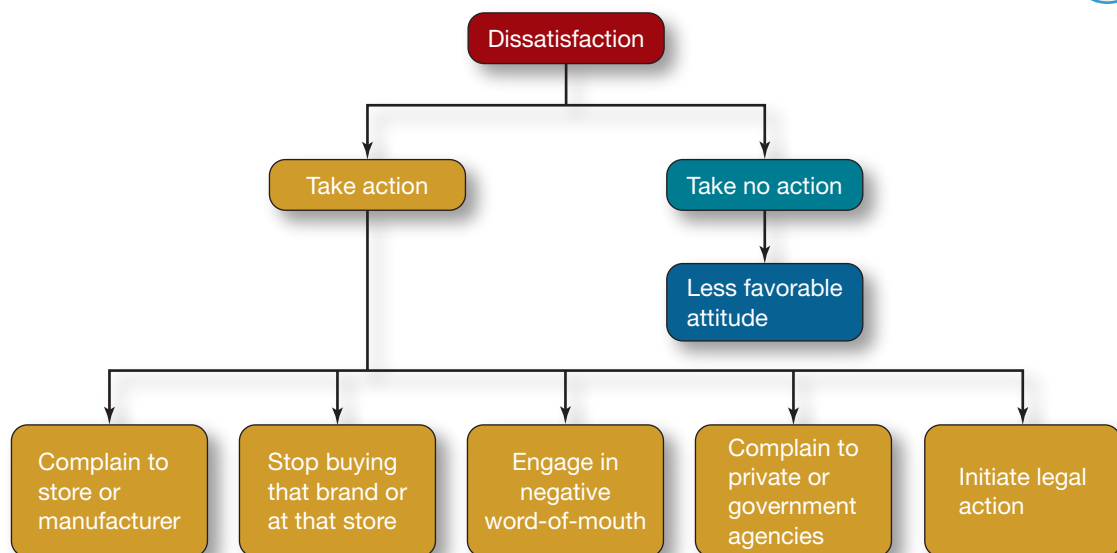 Dissatisfaction
Take action
Take no action
Less favorable
attitude
Complain to
store or
manufacturer
Stop buying
that brand or
at that store
Engage in
negative
word-of-mouth
Complain to
private or
government
agencies
Initiate legal
action